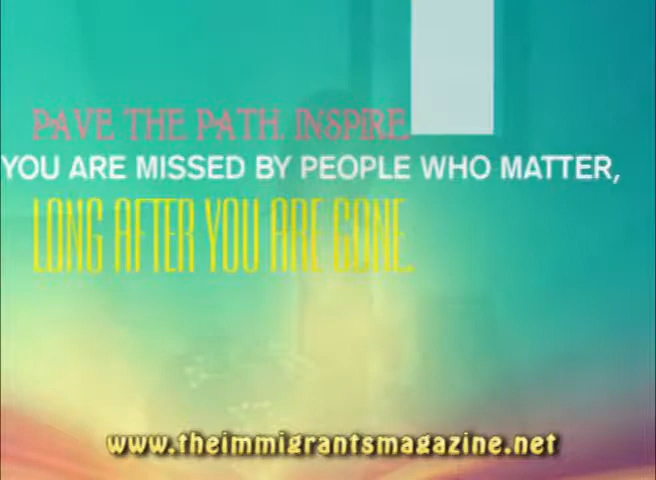 PAVE THE PATH. INSPIRE.
YOU ARE MISSED BY PEOPLE WHO MATTER,
LONG AFTER YOU ARE GONE.
www.theimmigrantsmagazine.net